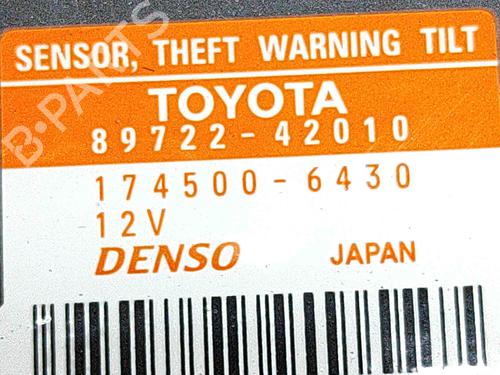 SENSOR, THEFT WARNING TILT
TOYOTA
89722-42010
174500-6430
12V
DENSO JAPAN
B·PARTS